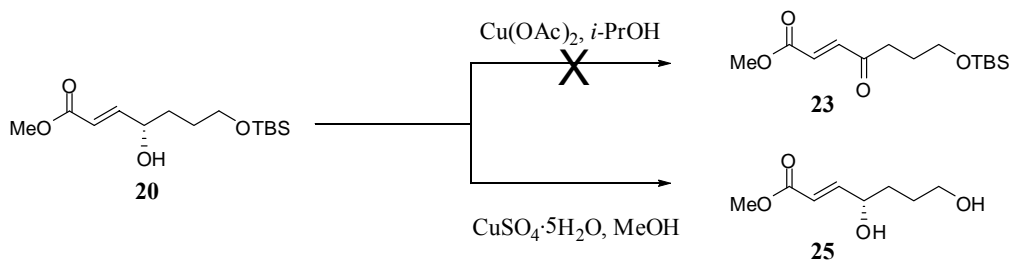 Cu(OAc)2, i-PrOH
O
MeO
O
OTBS
23
X
O
MeO
OH
OTBS
20
CuSO4·5H2O, MeOH
O
MeO
OH
OH
25